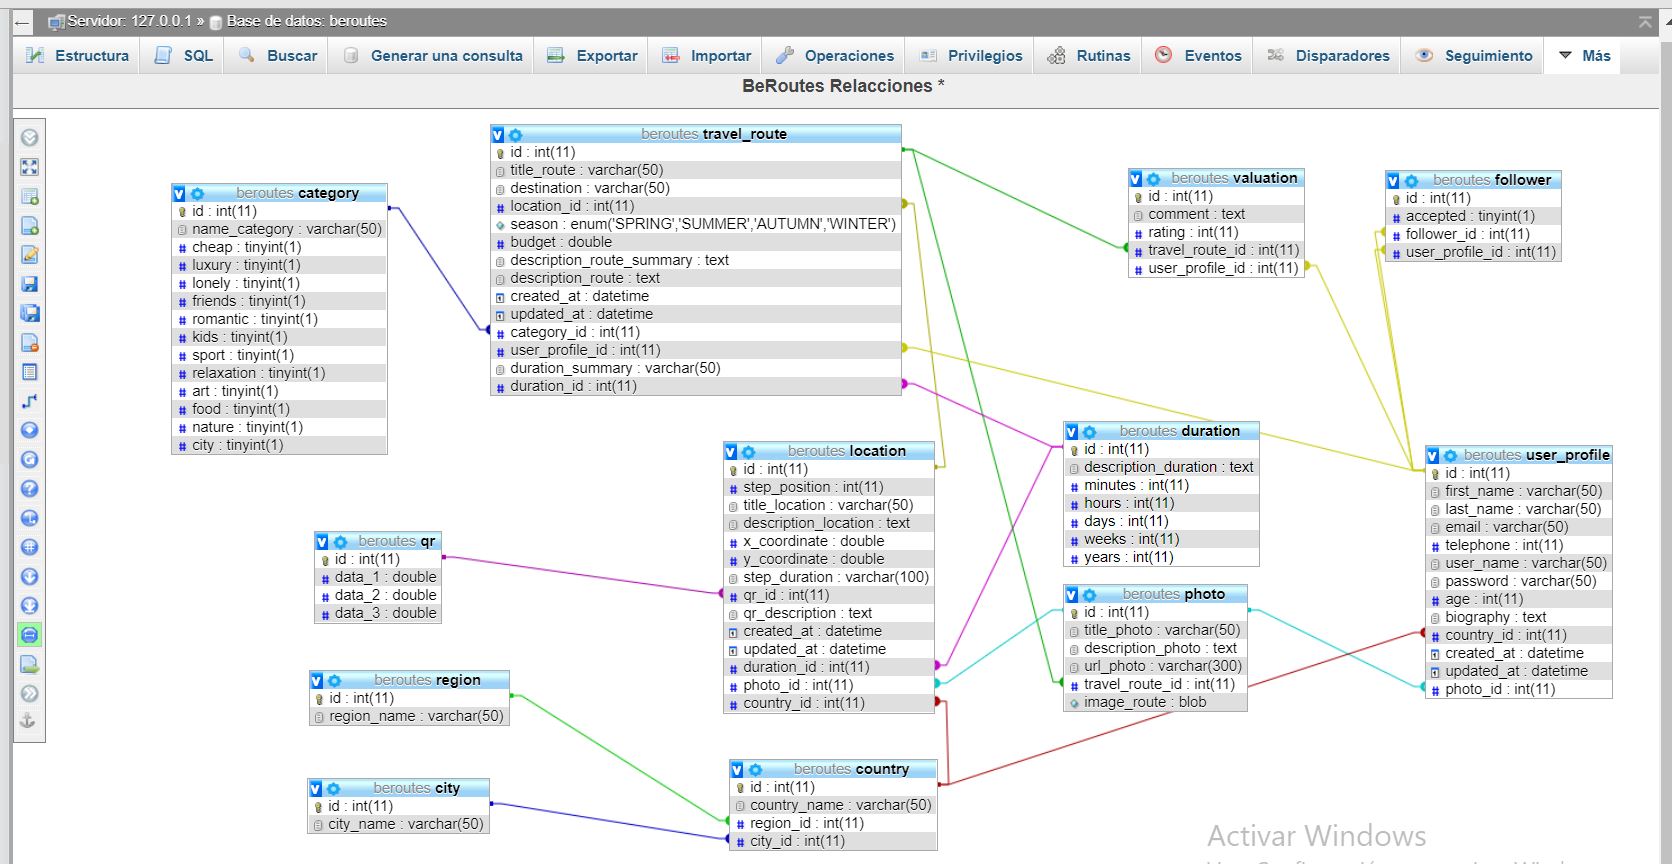 Servidor: 127.0.0.1 » Base de datos: beroutes
Estructura SQL Buscar Generar una consulta Exportar Importar Operaciones Privilegios Rutinas Eventos Disparadores Seguimiento Más
BeRoutes Relacciones *
beroutes travel_route
id : int(11)
title_route : varchar(50)
destination : varchar(50)
location_id : int(11)
season : enum('SPRING','SUMMER','AUTUMN','WINTER')
budget : double
description_route_summary : text
description_route : text
created_at : datetime
updated_at : datetime
category_id : int(11)
user_profile_id : int(11)
duration_summary : varchar(50)
duration_id : int(11)
beroutes category
id : int(11)
name_category : varchar(50)
cheap : tinyint(1)
luxury : tinyint(1)
lonely : tinyint(1)
friends : tinyint(1)
romantic : tinyint(1)
kids : tinyint(1)
sport : tinyint(1)
relaxation : tinyint(1)
art : tinyint(1)
food : tinyint(1)
nature : tinyint(1)
city : tinyint(1)
beroutes valuation
id : int(11)
comment : text
rating : int(11)
travel_route_id : int(11)
user_profile_id : int(11)
beroutes follower
id : int(11)
accepted : tinyint(1)
follower_id : int(11)
user_profile_id : int(11)
beroutes location
id : int(11)
step_position : int(11)
title_location : varchar(50)
description_location : text
x_coordinate : double
y_coordinate : double
step_duration : varchar(100)
qr_id : int(11)
qr_description : text
created_at : datetime
updated_at : datetime
duration_id : int(11)
photo_id : int(11)
country_id : int(11)
beroutes duration
id : int(11)
description_duration : text
minutes : int(11)
hours : int(11)
days : int(11)
weeks : int(11)
years : int(11)
beroutes user_profile
id : int(11)
first_name : varchar(50)
last_name : varchar(50)
email : varchar(50)
telephone : int(11)
user_name : varchar(50)
password : varchar(50)
age : int(11)
biography : text
country_id : int(11)
created_at : datetime
updated_at : datetime
photo_id : int(11)
beroutes qr
id : int(11)
data_1 : double
data_2 : double
data_3 : double
beroutes photo
id : int(11)
title_photo : varchar(50)
description_photo : text
url_photo : varchar(300)
travel_route_id : int(11)
image_route : blob
beroutes region
id : int(11)
region_name : varchar(50)
beroutes city
id : int(11)
city_name : varchar(50)
beroutes country
id : int(11)
country_name : varchar(50)
region_id : int(11)
city_id : int(11)
Activar Windows